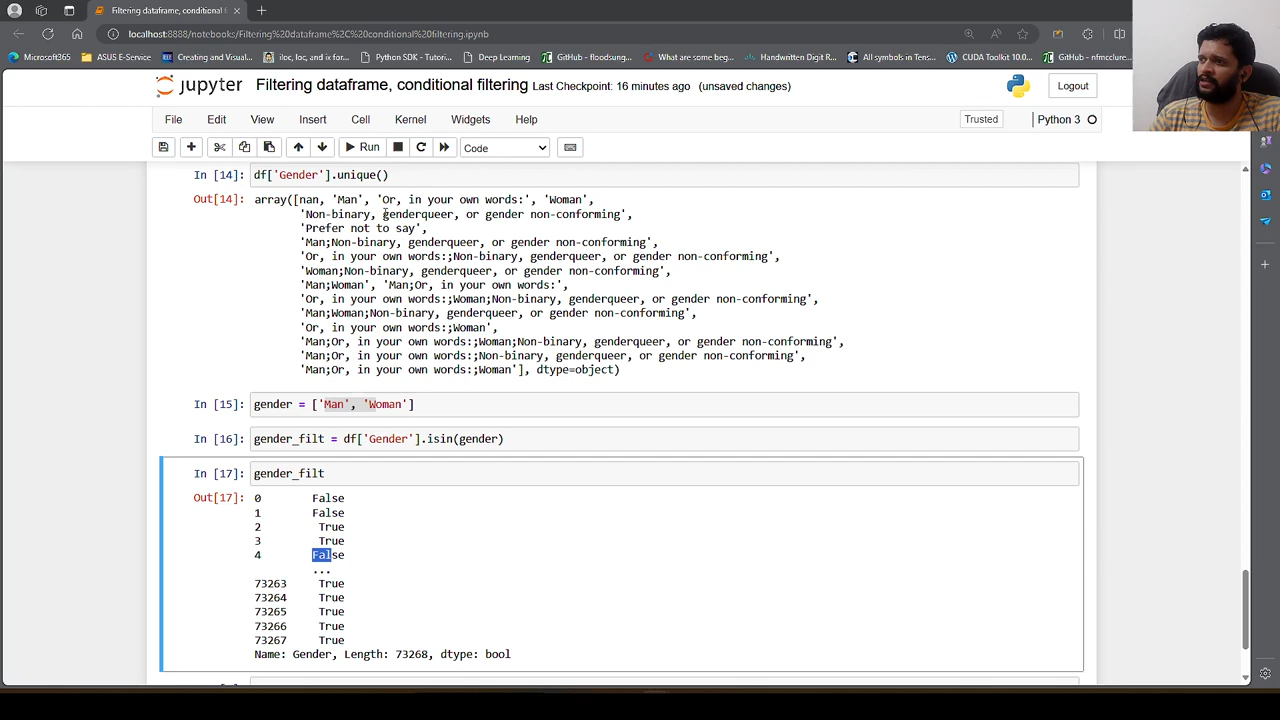 Filtering dataframe, conditional f
localhost:8888/notebooks/Filtering%20dataframe%2C%20conditional%20filtering.ipynb
Microsoft365
ASUS E-Service
Creating and Visual...
iloc, loc, and ix for...
Python SDK - Tutori...
Deep Learning
GitHub - floodsung...
What are some beg...
Handwritten Digit R...
All symbols in Tens...
CUDA Toolkit 10.0...
GitHub - nfmcclure...
jupyter Filtering dataframe, conditional filtering Last Checkpoint: 16 minutes ago (unsaved changes)
Logout
File Edit View Insert Cell Kernel Widgets Help
Trusted
Python 3
Run
Code
In [14]: df['Gender'].unique()
Out[14]: array([nan, 'Man', 'Or, in your own words:', 'Woman',
'Non-binary, genderqueer, or gender non-conforming',
'Prefer not to say',
'Man;Non-binary, genderqueer, or gender non-conforming',
'Or, in your own words:;Non-binary, genderqueer, or gender non-conforming',
'Woman;Non-binary, genderqueer, or gender non-conforming',
'Man;Woman', 'Man;Or, in your own words:',
'Or, in your own words:;Woman;Non-binary, genderqueer, or gender non-conforming',
'Man;Woman;Non-binary, genderqueer, or gender non-conforming',
'Or, in your own words:;Woman',
'Man;Or, in your own words:;Woman;Non-binary, genderqueer, or gender non-conforming',
'Man;Or, in your own words:;Non-binary, genderqueer, or gender non-conforming',
'Man;Or, in your own words:;Woman'], dtype=object)
In [15]: gender = ['Man', 'Woman']
In [16]: gender_filt = df['Gender'].isin(gender)
In [17]: gender_filt
Out[17]: 0 False
1 False
2 True
3 True
4 False
...
73263 True
73264 True
73265 True
73266 True
73267 True
Name: Gender, Length: 73268, dtype: bool